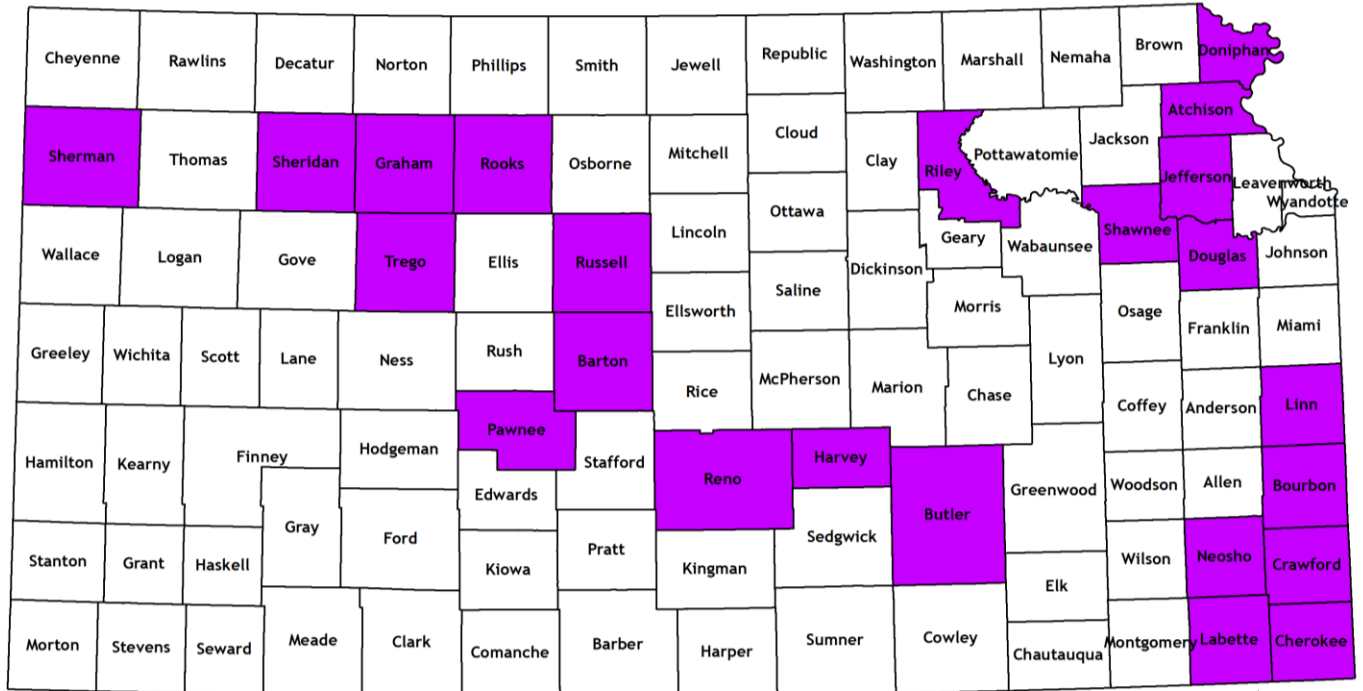 Cheyenne
Rawlins
Decatur
Norton
Phillips
Smith
Jewell
Republic
Washington
Marshall
Nemaha
Brown
Doniphan
Sherman
Thomas
Sheridan
Graham
Rooks
Osborne
Mitchell
Cloud
Clay
Riley
Pottawatomie
Jackson
Atchison
Jefferson
Leavenworth
Wyandotte
Wallace
Logan
Gove
Trego
Ellis
Russell
Lincoln
Ottawa
Dickinson
Geary
Wabaunsee
Shawnee
Douglas
Johnson
Ellsworth
Saline
Morris
Osage
Franklin
Miami
Greeley
Wichita
Scott
Lane
Ness
Rush
Barton
Rice
McPherson
Marion
Chase
Lyon
Coffey
Anderson
Linn
Hamilton
Kearny
Finney
Hodgeman
Pawnee
Stafford
Reno
Harvey
Butler
Greenwood
Woodson
Allen
Bourbon
Gray
Ford
Edwards
Sedgwick
Stanton
Grant
Haskell
Kiowa
Pratt
Kingman
Elk
Wilson
Neosho
Crawford
Morton
Stevens
Seward
Meade
Clark
Comanche
Barber
Harper
Sumner
Cowley
Chautauqua
Montgomery
Labette
Cherokee